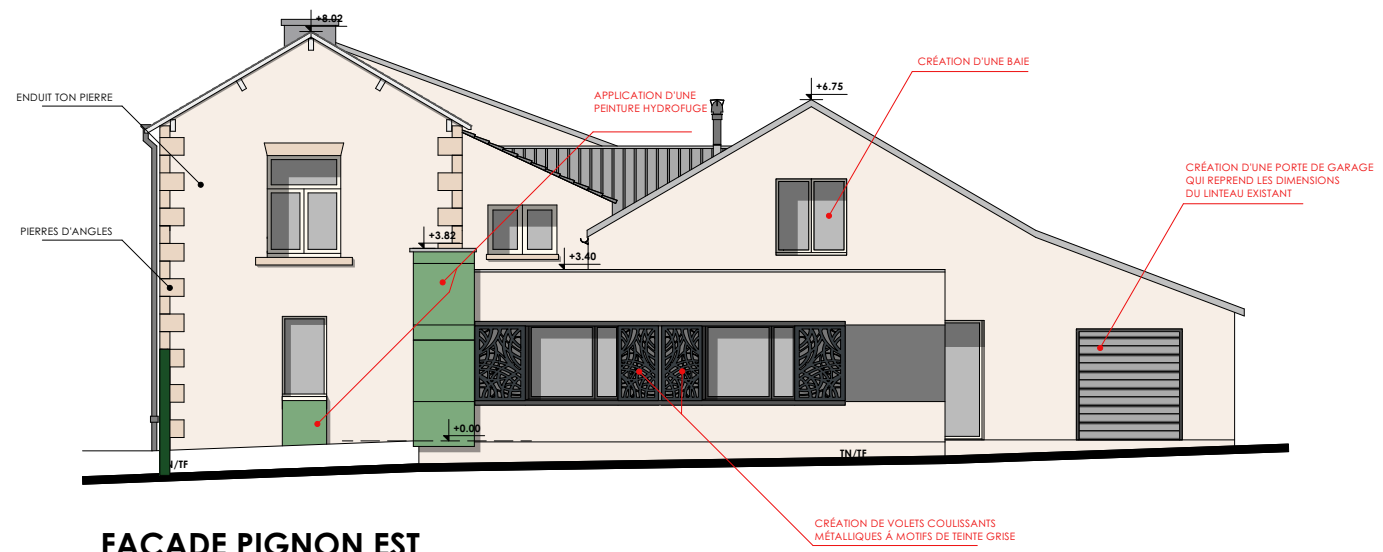 +8.02
CRÉATION D'UNE BAIE
ENDUIT TON PIERRE
APPLICATION D'UNE
PEINTURE HYDROFUGE
+6.75
CRÉATION D'UNE PORTE DE GARAGE
QUI REPREND LES DIMENSIONS
DU LINTEAU EXISTANT
PIERRES D'ANGLES
+3.82
+3.40
+0.00
TN/TF
TN/TF
CRÉATION DE VOLETS COULISSANTS
MÉTALLIQUES Á MOTIFS DE TEINTE GRISE
FAÇADE PIGNON EST